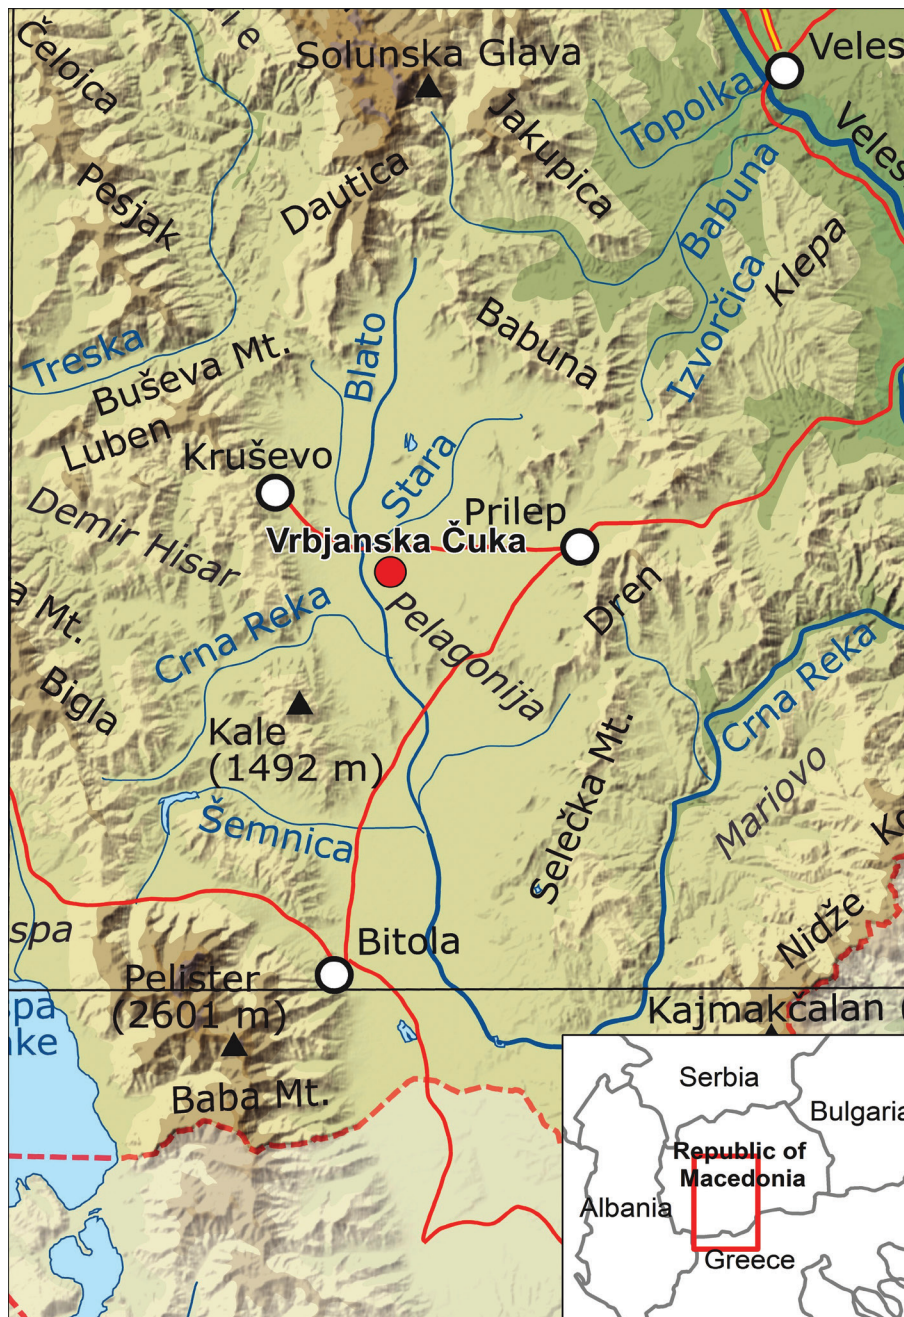 Čeloica
Solunska Glava
Veles
Topolka
Jakupica
Veles
Pesjak
Dautica
Babuna
Klepa
Izvorčica
Treska
Buševa Mt.
Blato
Babuna
Luben
Kruševo
Stara
Prilep
Demir Hisar
Vrbjanska Čuka
a Mt.
Crna Reka
Pelagonija
Dren
Bigla
Kale
(1492 m)
Crna Reka
Selečka Mt.
Mariovo
Šemnica
spa
Bitola
Nidže
Pelister
(2601 m)
Kajmakčalan (
spa
ake
Baba Mt.
Serbia
Bulgaria
Republic of
Macedonia
Albania
Greece